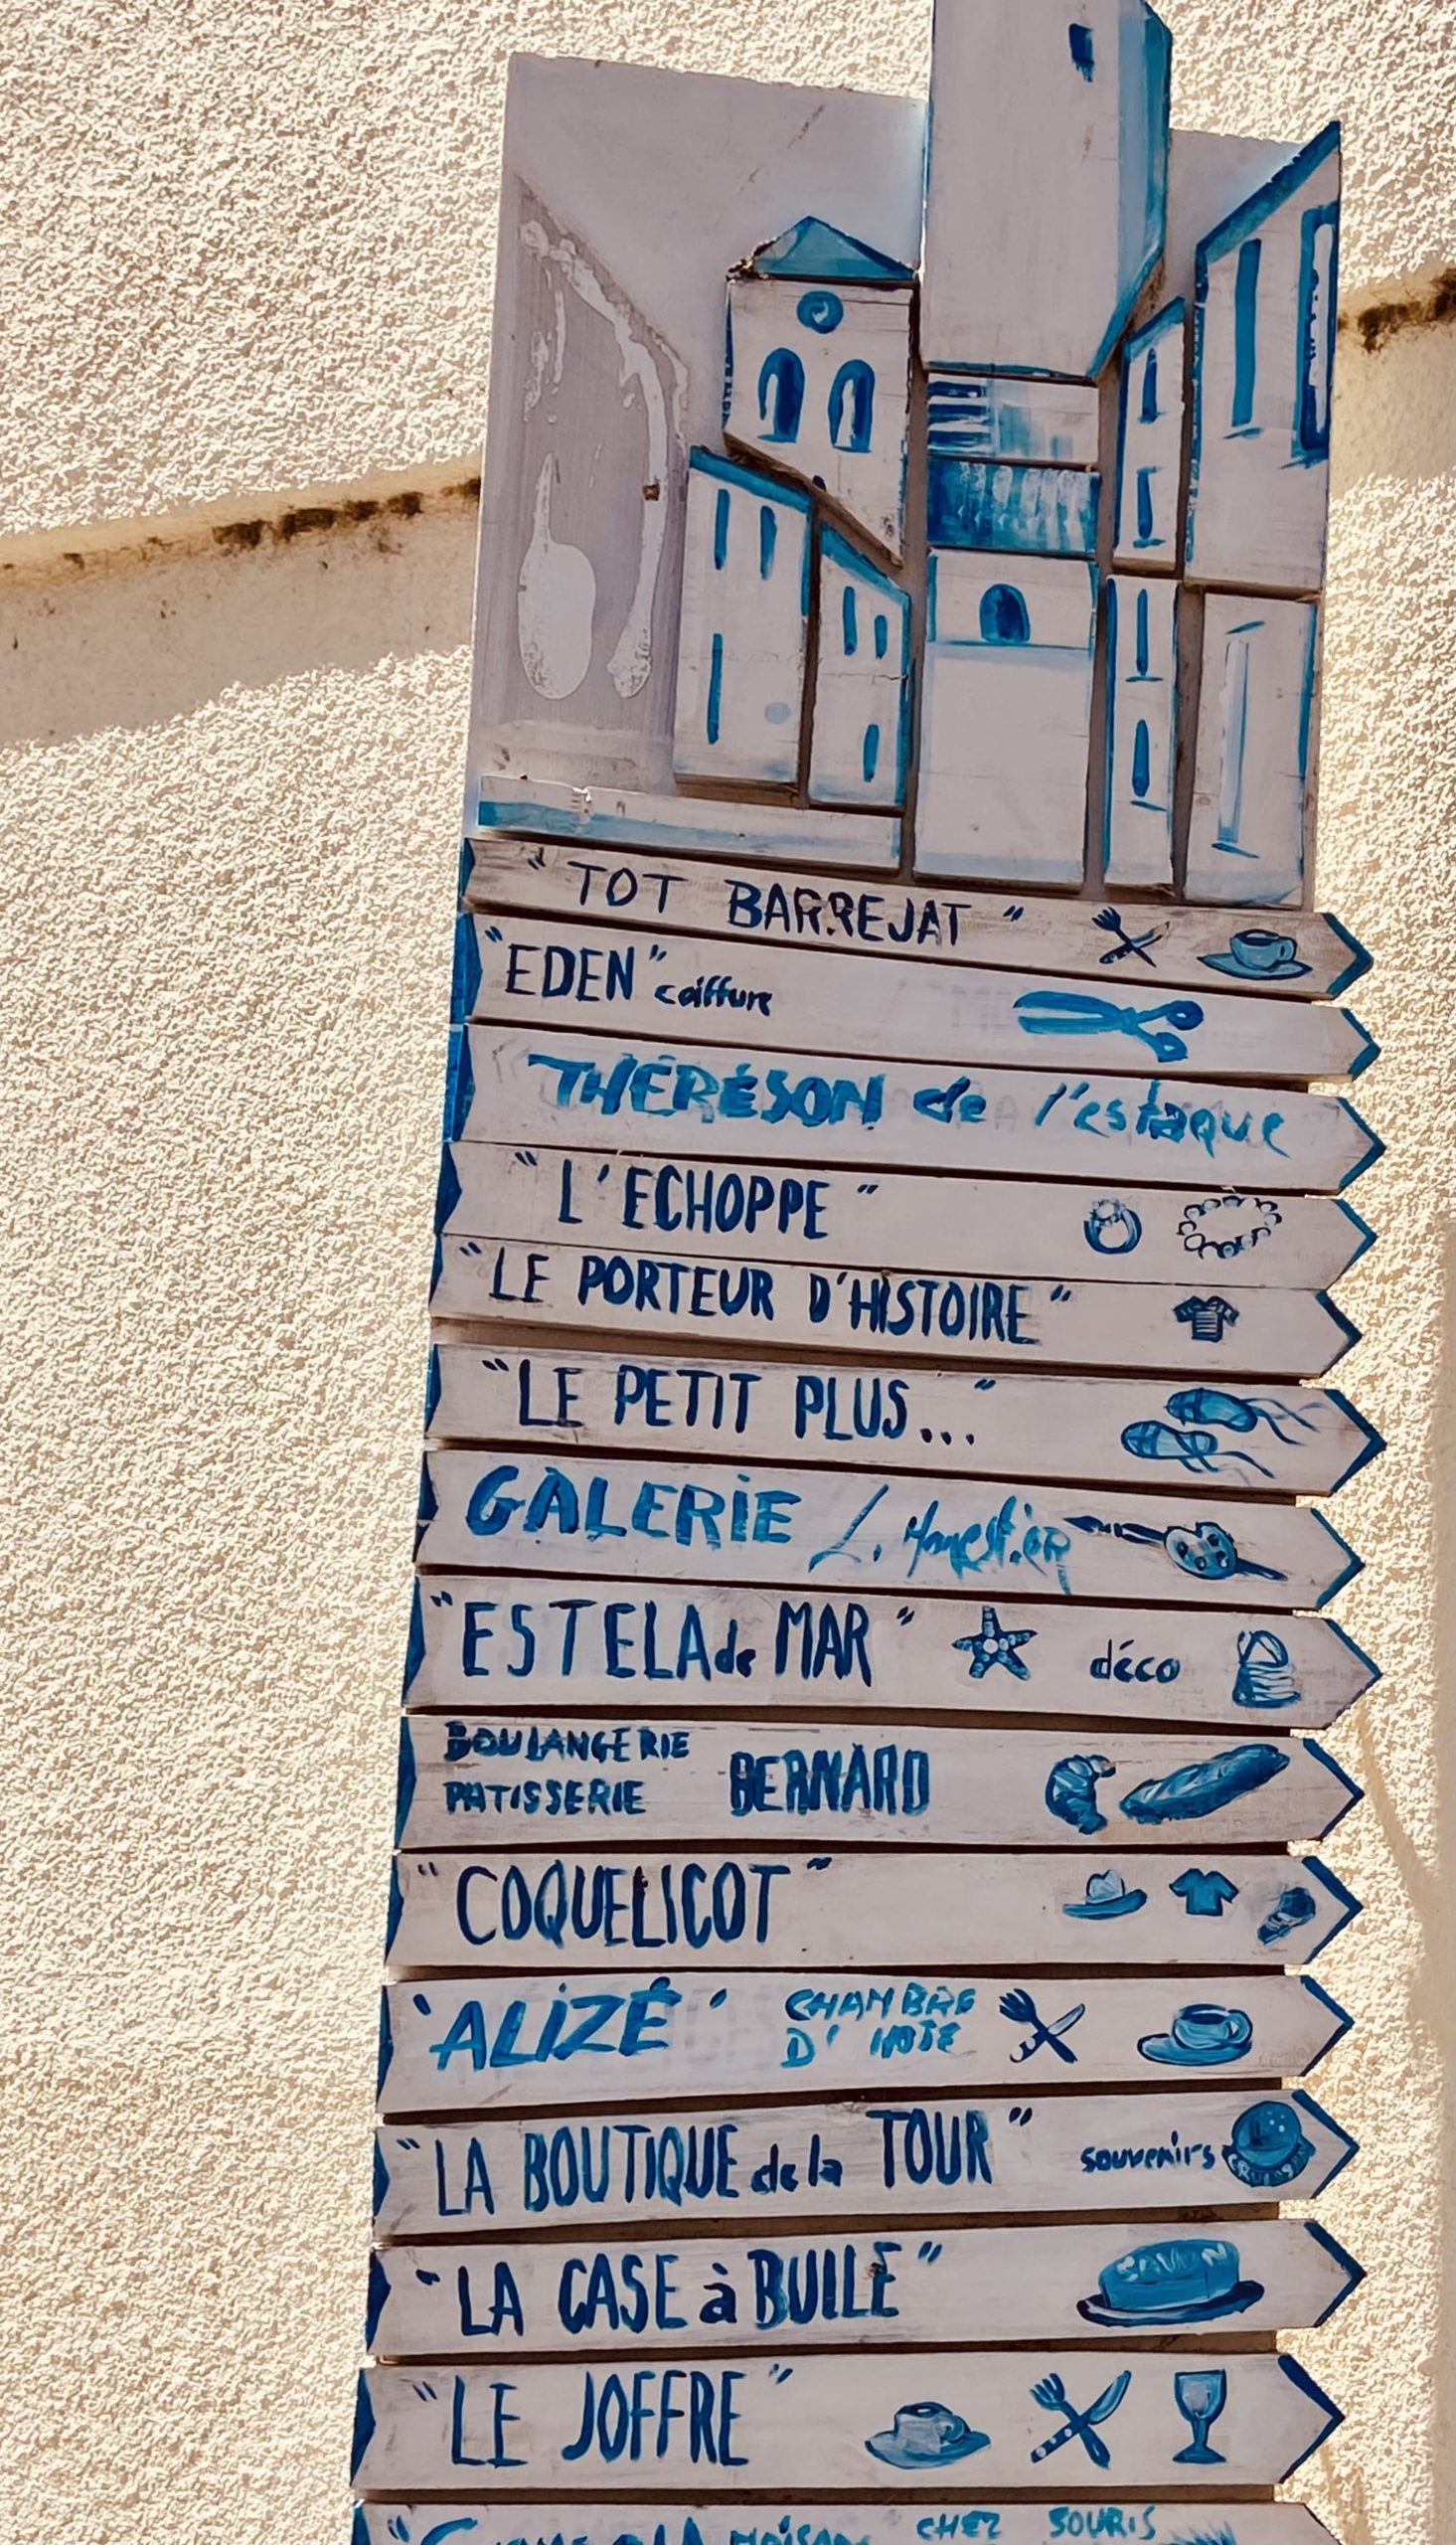 "TOT BARREJAT"
"EDEN" coiffure
THÉRÉSON de l'estaque
"L'ECHOPPE"
"LE PORTEUR D'HISTOIRE"
"LE PETIT PLUS..."
GALERIE L.
"ESTELA de MAR" déco
BOULANGERIE
PATISSERIE BERNARD
"COQUELICOT"
'ALIZÉ' CHAMBRE
D'HOTE
"LA BOUTIQUE de la TOUR" souvenirs
"LA CASE à BULLE"
"LE JOFFRE"
CHEZ SOURIS